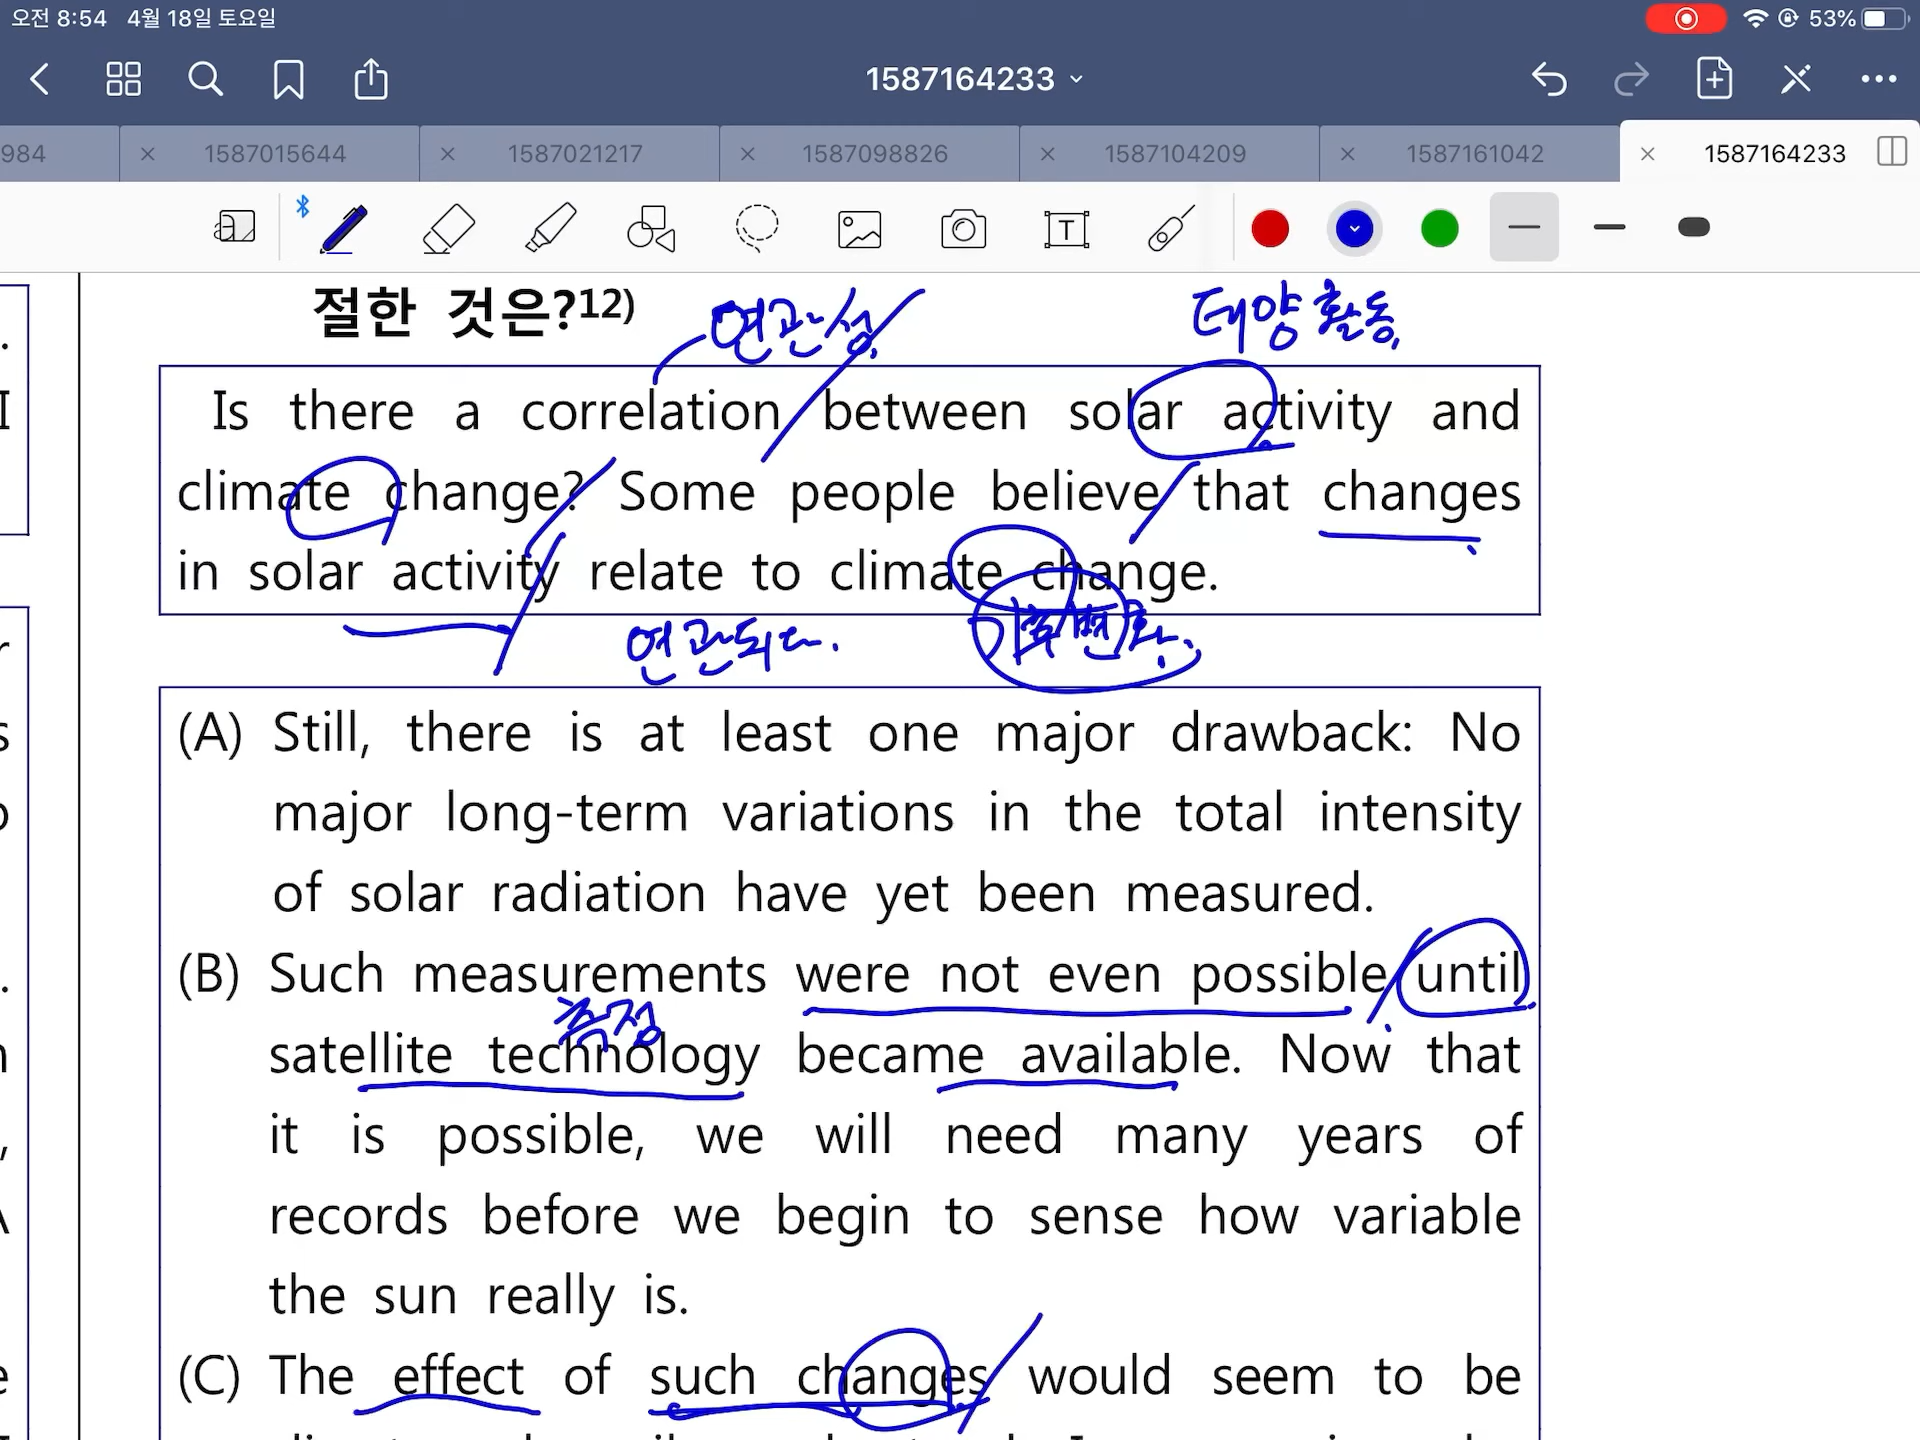 오전 8:54 4월 18일 토요일
53%
1587164233
984
1587015644
1587021217
1587098826
1587104209
1587161042
1587164233
절한 것은?12)
연관성
태양 활동
Is there a correlation between solar activity and
climate change? Some people believe that changes
in solar activity relate to climate change.
연관되다.
기후변화
(A) Still, there is at least one major drawback: No
major long-term variations in the total intensity
of solar radiation have yet been measured.
(B) Such measurements were not even possible until
측정
satellite technology became available. Now that
it is possible, we will need many years of
records before we begin to sense how variable
the sun really is.
(C) The effect of such changes would seem to be